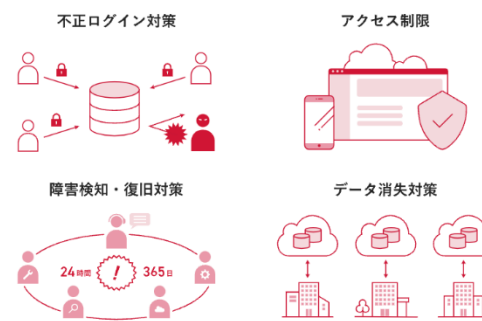 不正ログイン対策
アクセス制限
障害検知・復旧対策
24時間
!
365日
データ消失対策